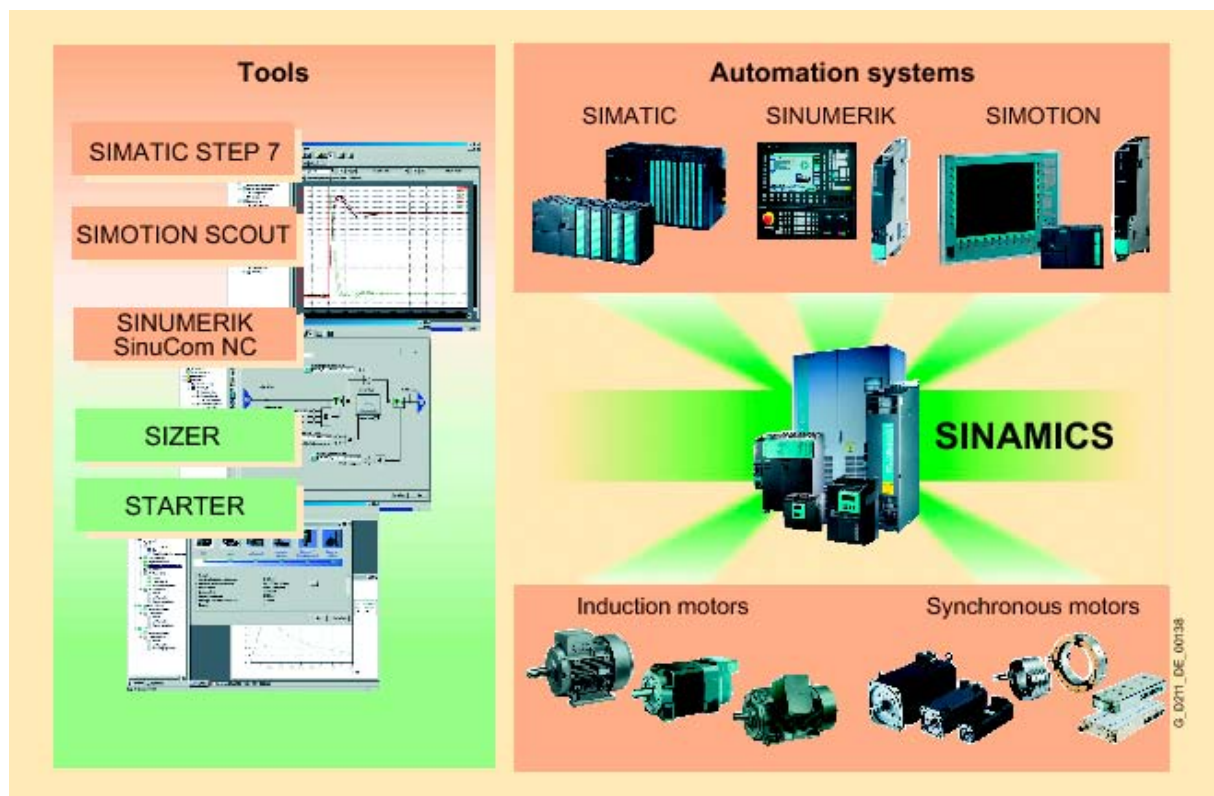 Tools
SIMATIC STEP 7
SIMOTION SCOUT
SINUMERIK
SinuCom NC
SIZER
STARTER
Automation systems
SIMATIC
SINUMERIK
SIMOTION
SINAMICS
Induction motors
Synchronous motors
G_D211_DE_00138